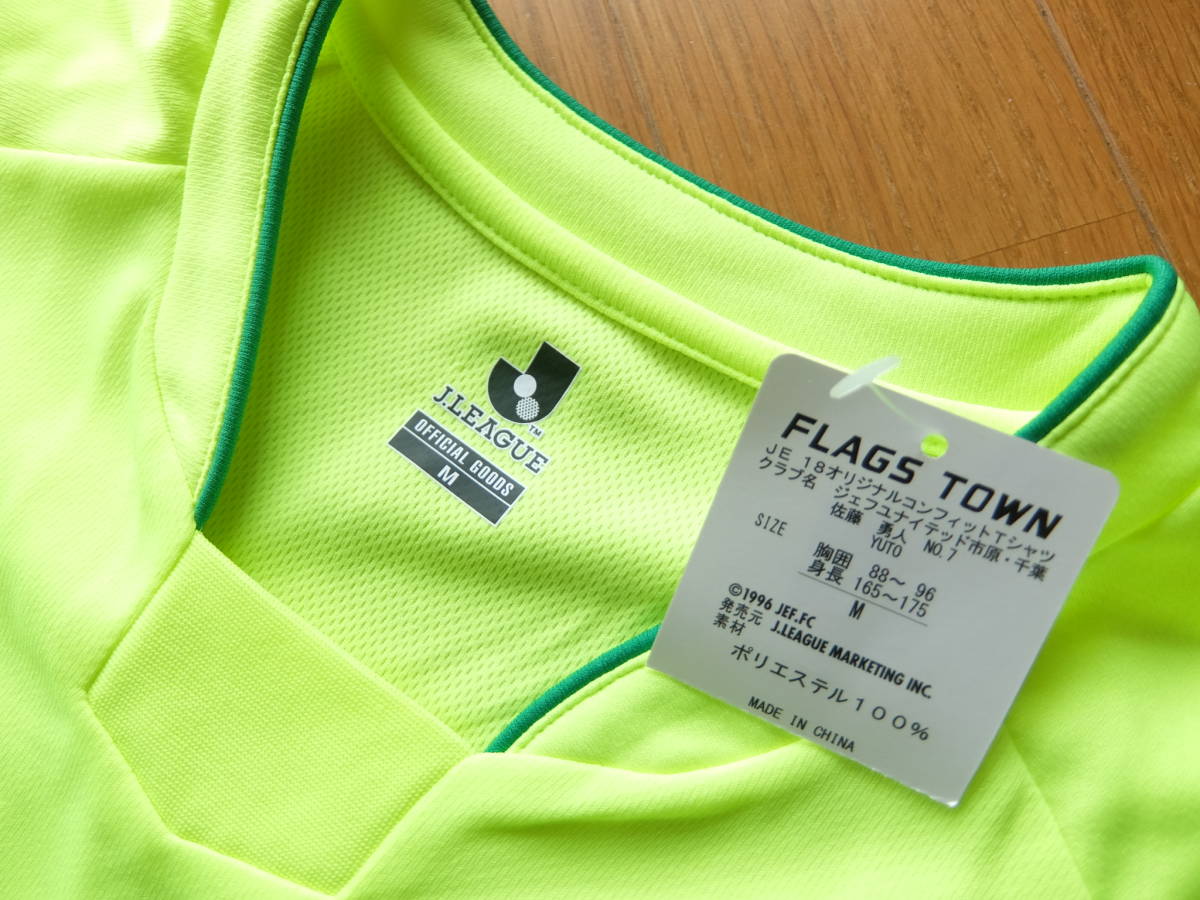 J.LEAGUE™
OFFICIAL GOODS
M
FLAGS TOWN
JE 18オリジナルコンフィットTシャツ
クラブ名 ジェフユナイテッド市原・千葉
佐藤 勇人 NO.7
YUTO
SIZE
胸囲 88〜 96
身長 165〜175
M
©1996 JEF.FC
発売元 J.LEAGUE MARKETING INC.
素材
ポリエステル100%
MADE IN CHINA